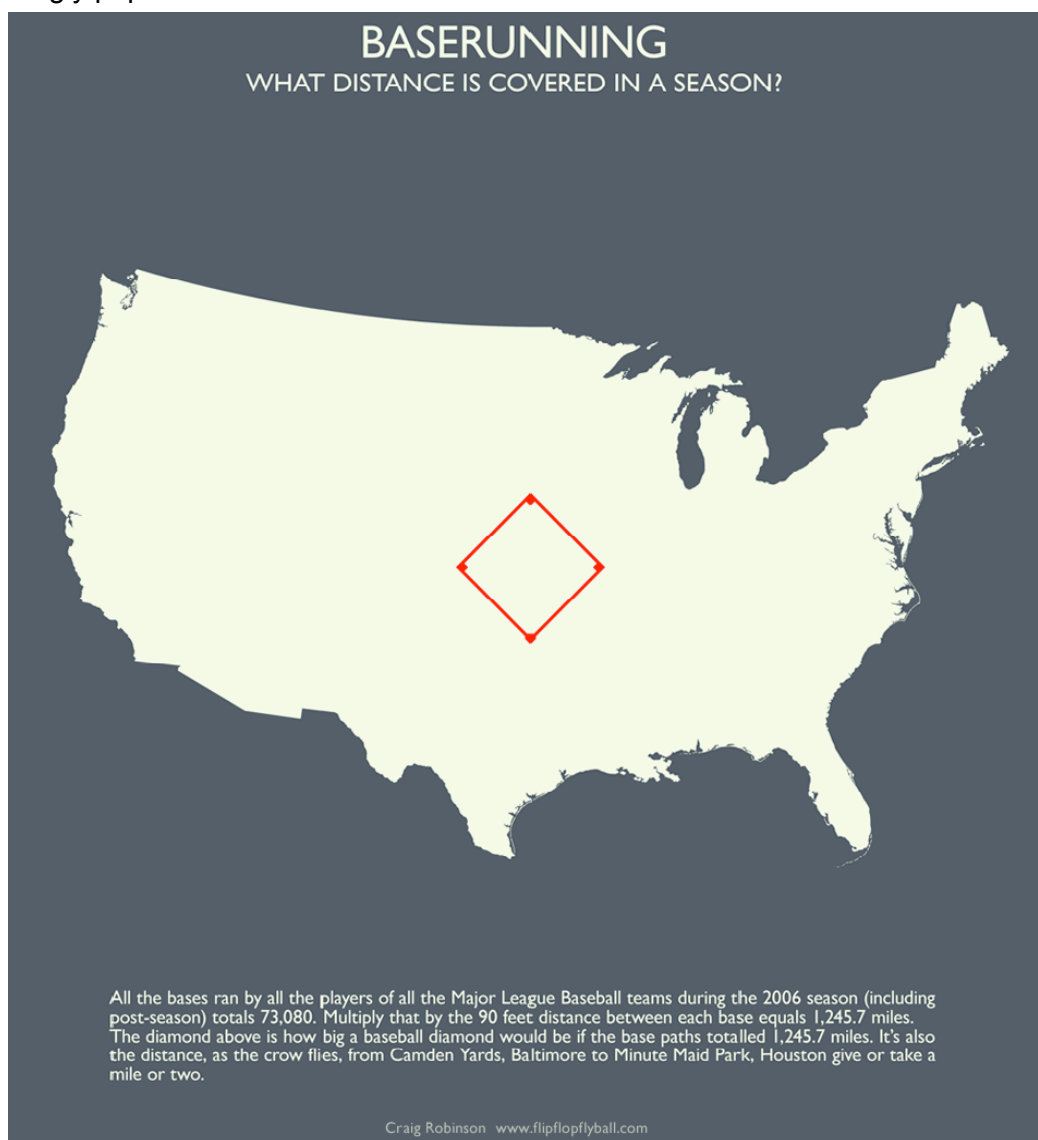 BASERUNNING
WHAT DISTANCE IS COVERED IN A SEASON?
All the bases ran by all the players of all the Major League Baseball teams during the 2006 season (including
post-season) totals 73,080. Multiply that by the 90 feet distance between each base equals 1,245.7 miles.
The diamond above is how big a baseball diamond would be if the base paths totalled 1,245.7 miles. It's also
the distance, as the crow flies, from Camden Yards, Baltimore to Minute Maid Park, Houston give or take a
mile or two.
Craig Robinson www.flipflopflyball.com